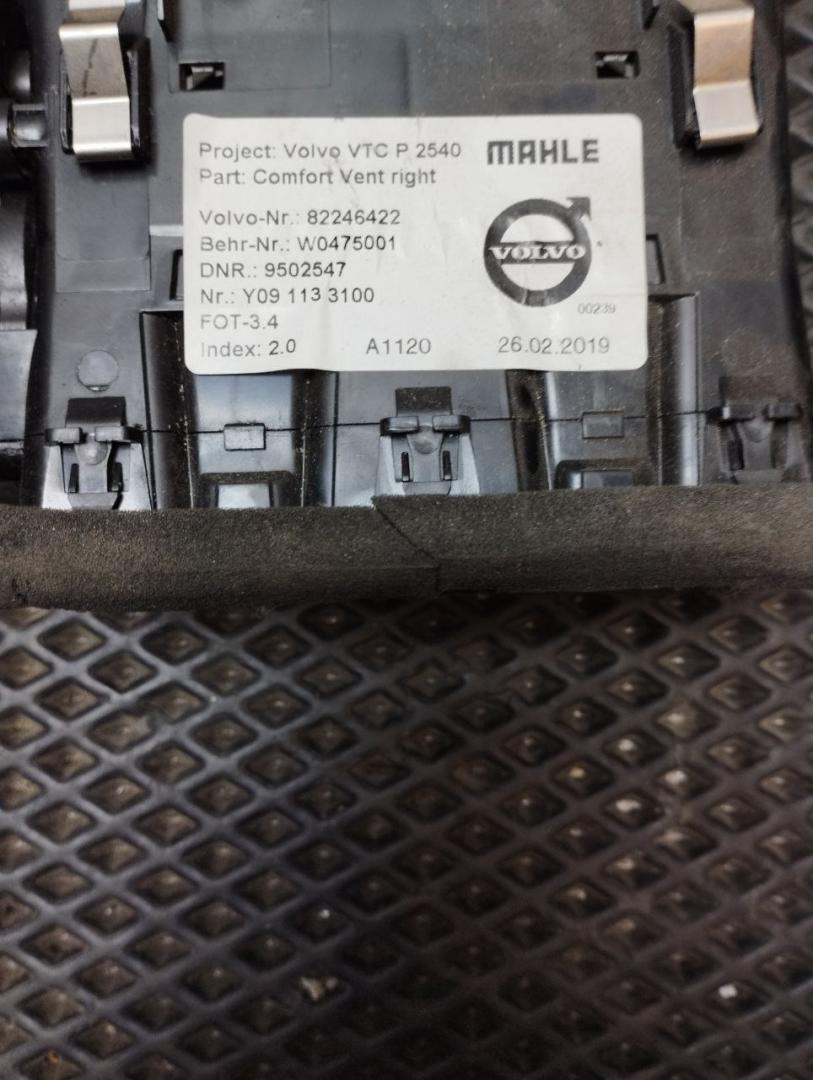 Project: Volvo VTC P 2540
MAHLE
Part: Comfort Vent right
Volvo-Nr.: 82246422
Behr-Nr.: W0475001
DNR.: 9502547
Nr.: Y09 113 3100
VOLVO
00239
FOT-3.4
Index: 2.0 A1120 26.02.2019